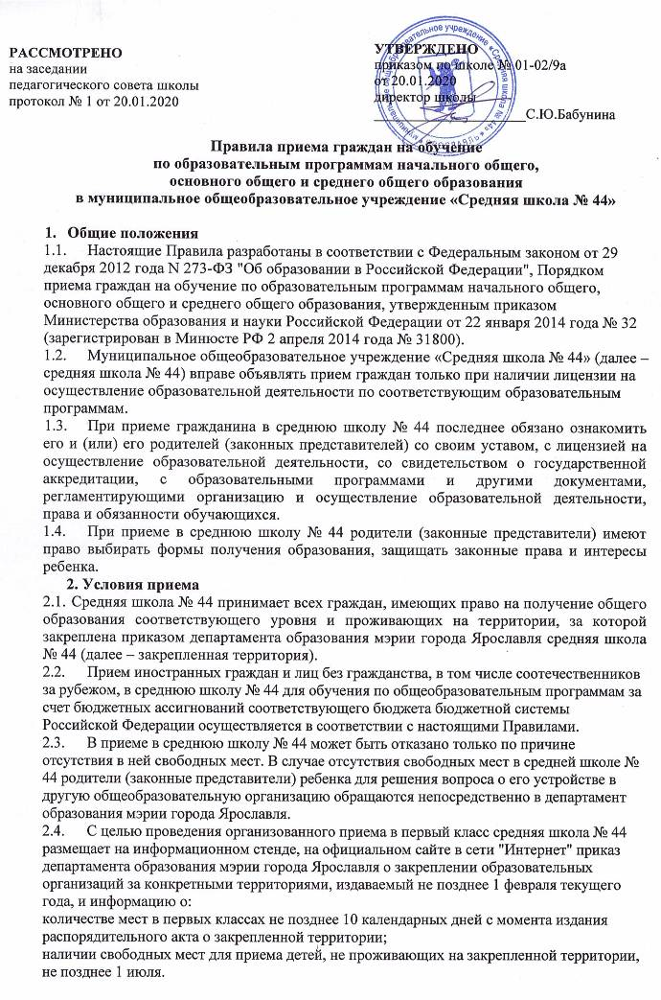 РАССМОТРЕНО
на заседании
педагогического совета школы
протокол № 1 от 20.01.2020
УТВЕРЖДЕНО
приказом по школе № 01-02/9а
от 20.01.2020
директор школы
С.Ю.Бабунина
Правила приема граждан на обучение
по образовательным программам начального общего,
основного общего и среднего общего образования
в муниципальное общеобразовательное учреждение «Средняя школа № 44»
1. Общие положения
1.1. Настоящие Правила разработаны в соответствии с Федеральным законом от 29
декабря 2012 года N 273-ФЗ "Об образовании в Российской Федерации", Порядком
приема граждан на обучение по образовательным программам начального общего,
основного общего и среднего общего образования, утвержденным приказом
Министерства образования и науки Российской Федерации от 22 января 2014 года № 32
(зарегистрирован в Минюсте РФ 2 апреля 2014 года № 31800).
1.2. Муниципальное общеобразовательное учреждение «Средняя школа № 44» (далее –
средняя школа № 44) вправе объявлять прием граждан только при наличии лицензии на
осуществление образовательной деятельности по соответствующим образовательным
программам.
1.3. При приеме гражданина в среднюю школу № 44 последнее обязано ознакомить
его и (или) его родителей (законных представителей) со своим уставом, с лицензией на
осуществление образовательной деятельности, со свидетельством о государственной
аккредитации, с образовательными программами и другими документами,
регламентирующими организацию и осуществление образовательной деятельности,
права и обязанности обучающихся.
1.4. При приеме в среднюю школу № 44 родители (законные представители) имеют
право выбирать формы получения образования, защищать законные права и интересы
ребенка.
2. Условия приема
2.1. Средняя школа № 44 принимает всех граждан, имеющих право на получение общего
образования соответствующего уровня и проживающих на территории, за которой
закреплена приказом департамента образования мэрии города Ярославля средняя школа
№ 44 (далее – закрепленная территория).
2.2. Прием иностранных граждан и лиц без гражданства, в том числе соотечественников
за рубежом, в среднюю школу № 44 для обучения по общеобразовательным программам за
счет бюджетных ассигнований соответствующего бюджета бюджетной системы
Российской Федерации осуществляется в соответствии с настоящими Правилами.
2.3. В приеме в среднюю школу № 44 может быть отказано только по причине
отсутствия в ней свободных мест. В случае отсутствия свободных мест в средней школе №
44 родители (законные представители) ребенка для решения вопроса о его устройстве в
другую общеобразовательную организацию обращаются непосредственно в департамент
образования мэрии города Ярославля.
2.4. С целью проведения организованного приема в первый класс средняя школа № 44
размещает на информационном стенде, на официальном сайте в сети "Интернет" приказ
департамента образования мэрии города Ярославля о закреплении образовательных
организаций за конкретными территориями, издаваемый не позднее 1 февраля текущего
года, и информацию о:
количестве мест в первых классах не позднее 10 календарных дней с момента издания
распорядительного акта о закрепленной территории;
наличии свободных мест для приема детей, не проживающих на закрепленной территории,
не позднее 1 июля.